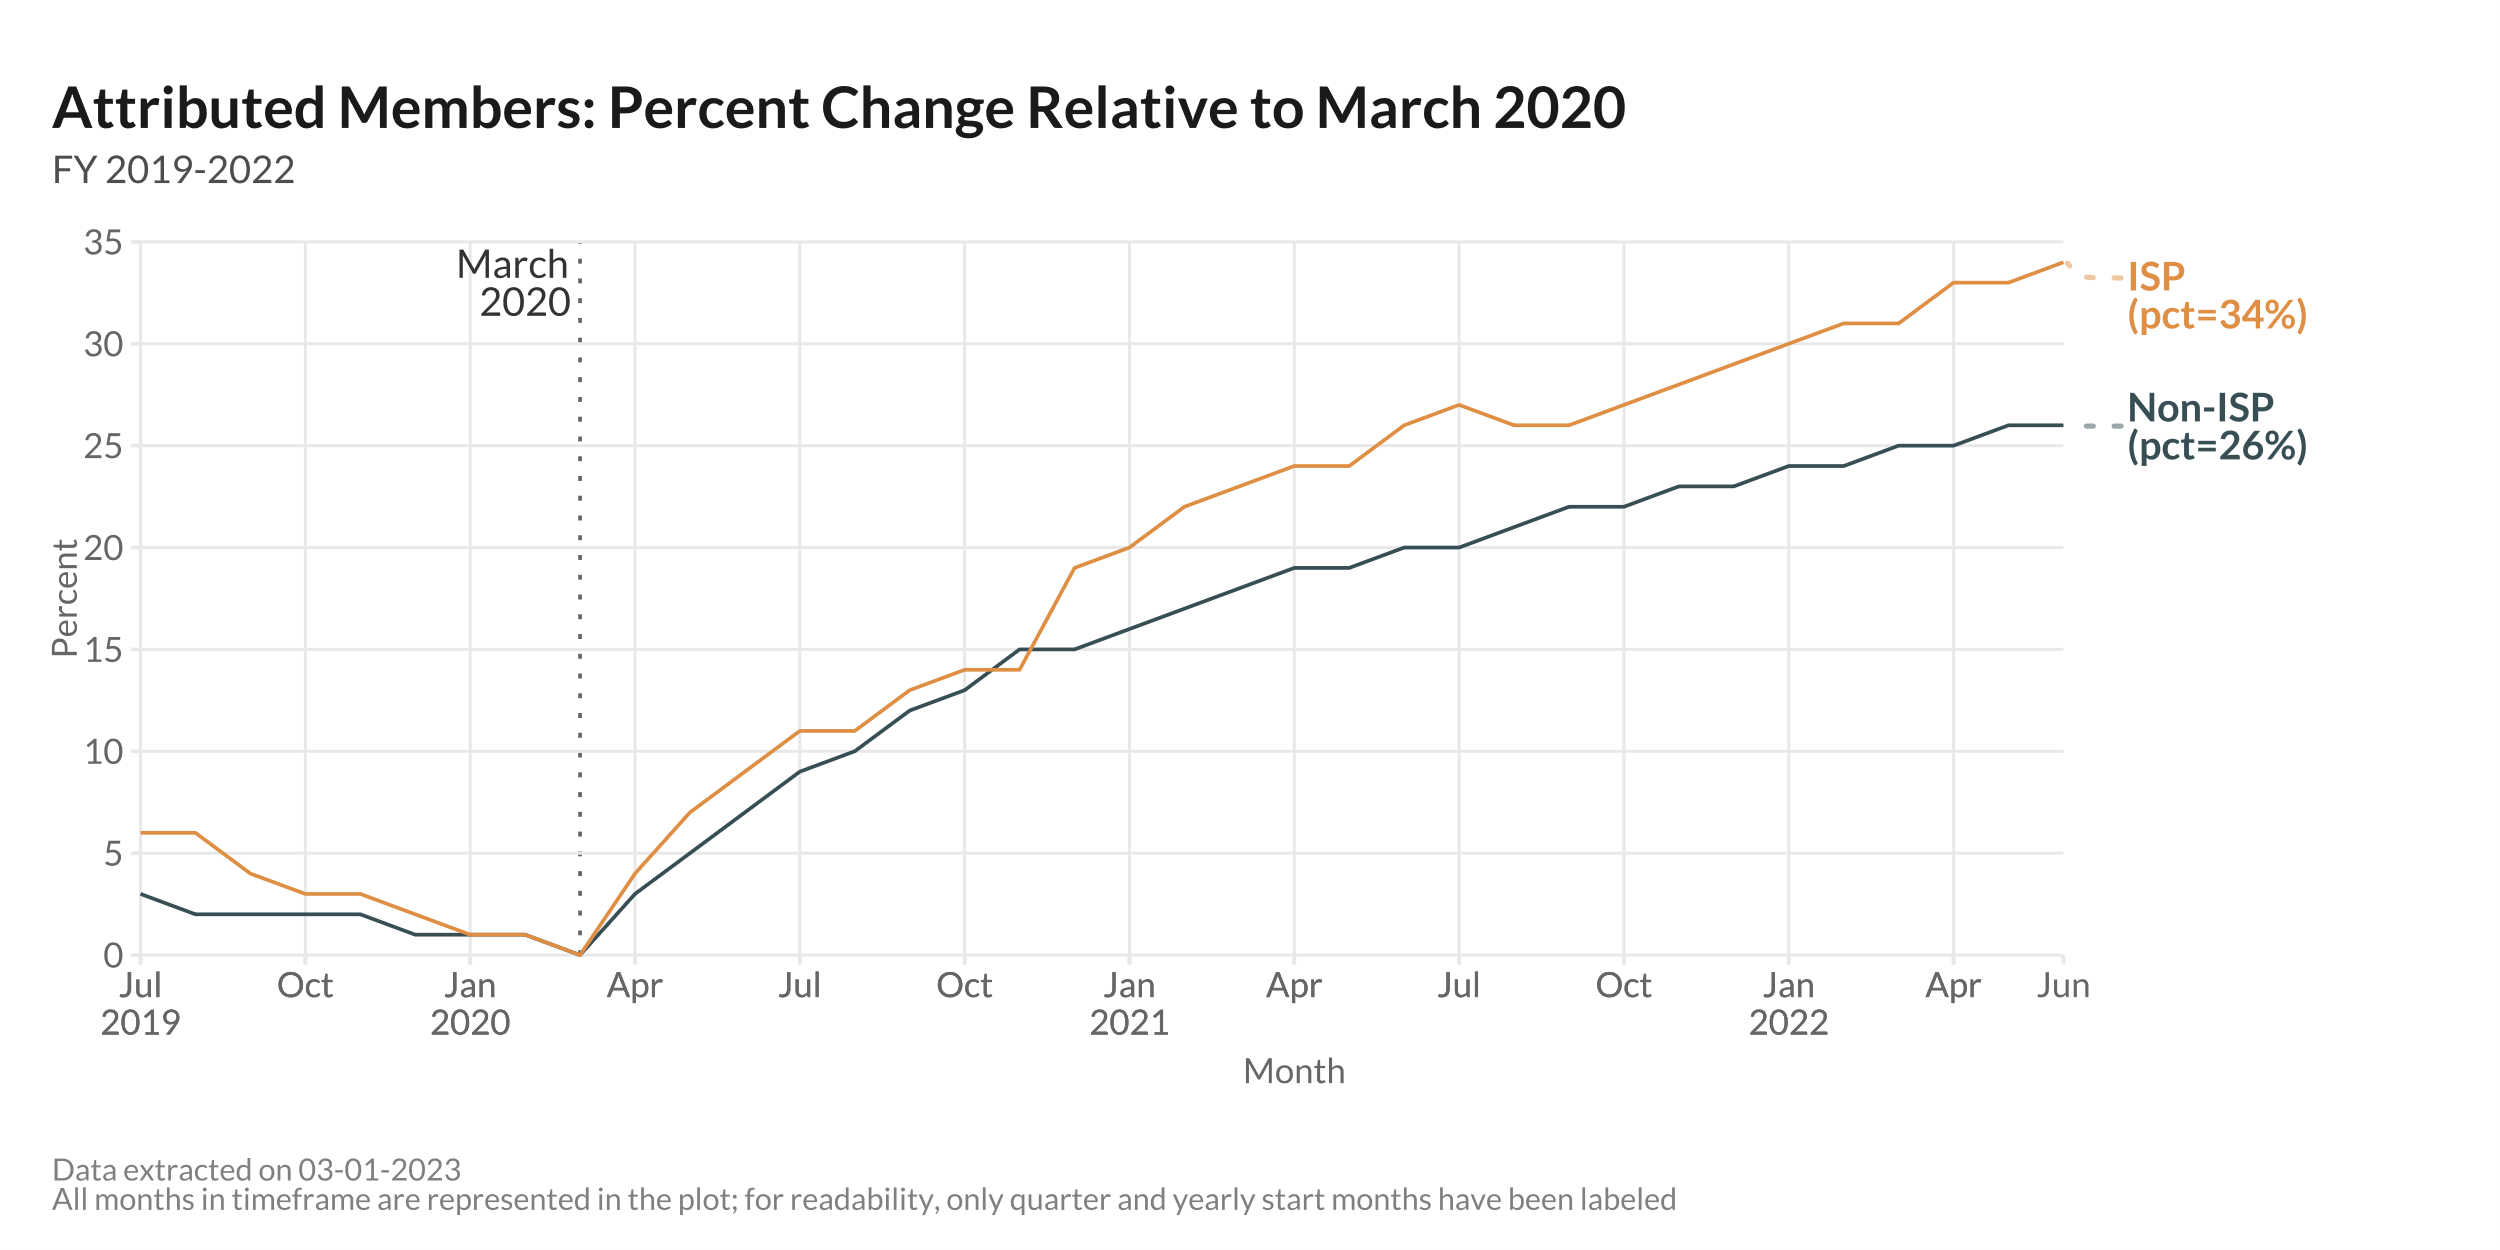 Attributed Members: Percent Change Relative to March 2020
FY 2019-2022
35
30
25
20
15
10
5
0
Percent
March
2020
ISP
(pct=34%)
Non-ISP
(pct=26%)
Jul Oct Jan Apr Jul Oct Jan Apr Jul Oct Jan Apr Jun
2019 2020 2021 2022
Month
Data extracted on 03-01-2023
All months in timeframe are represented in the plot; for readability, only quarter and yearly start months have been labeled